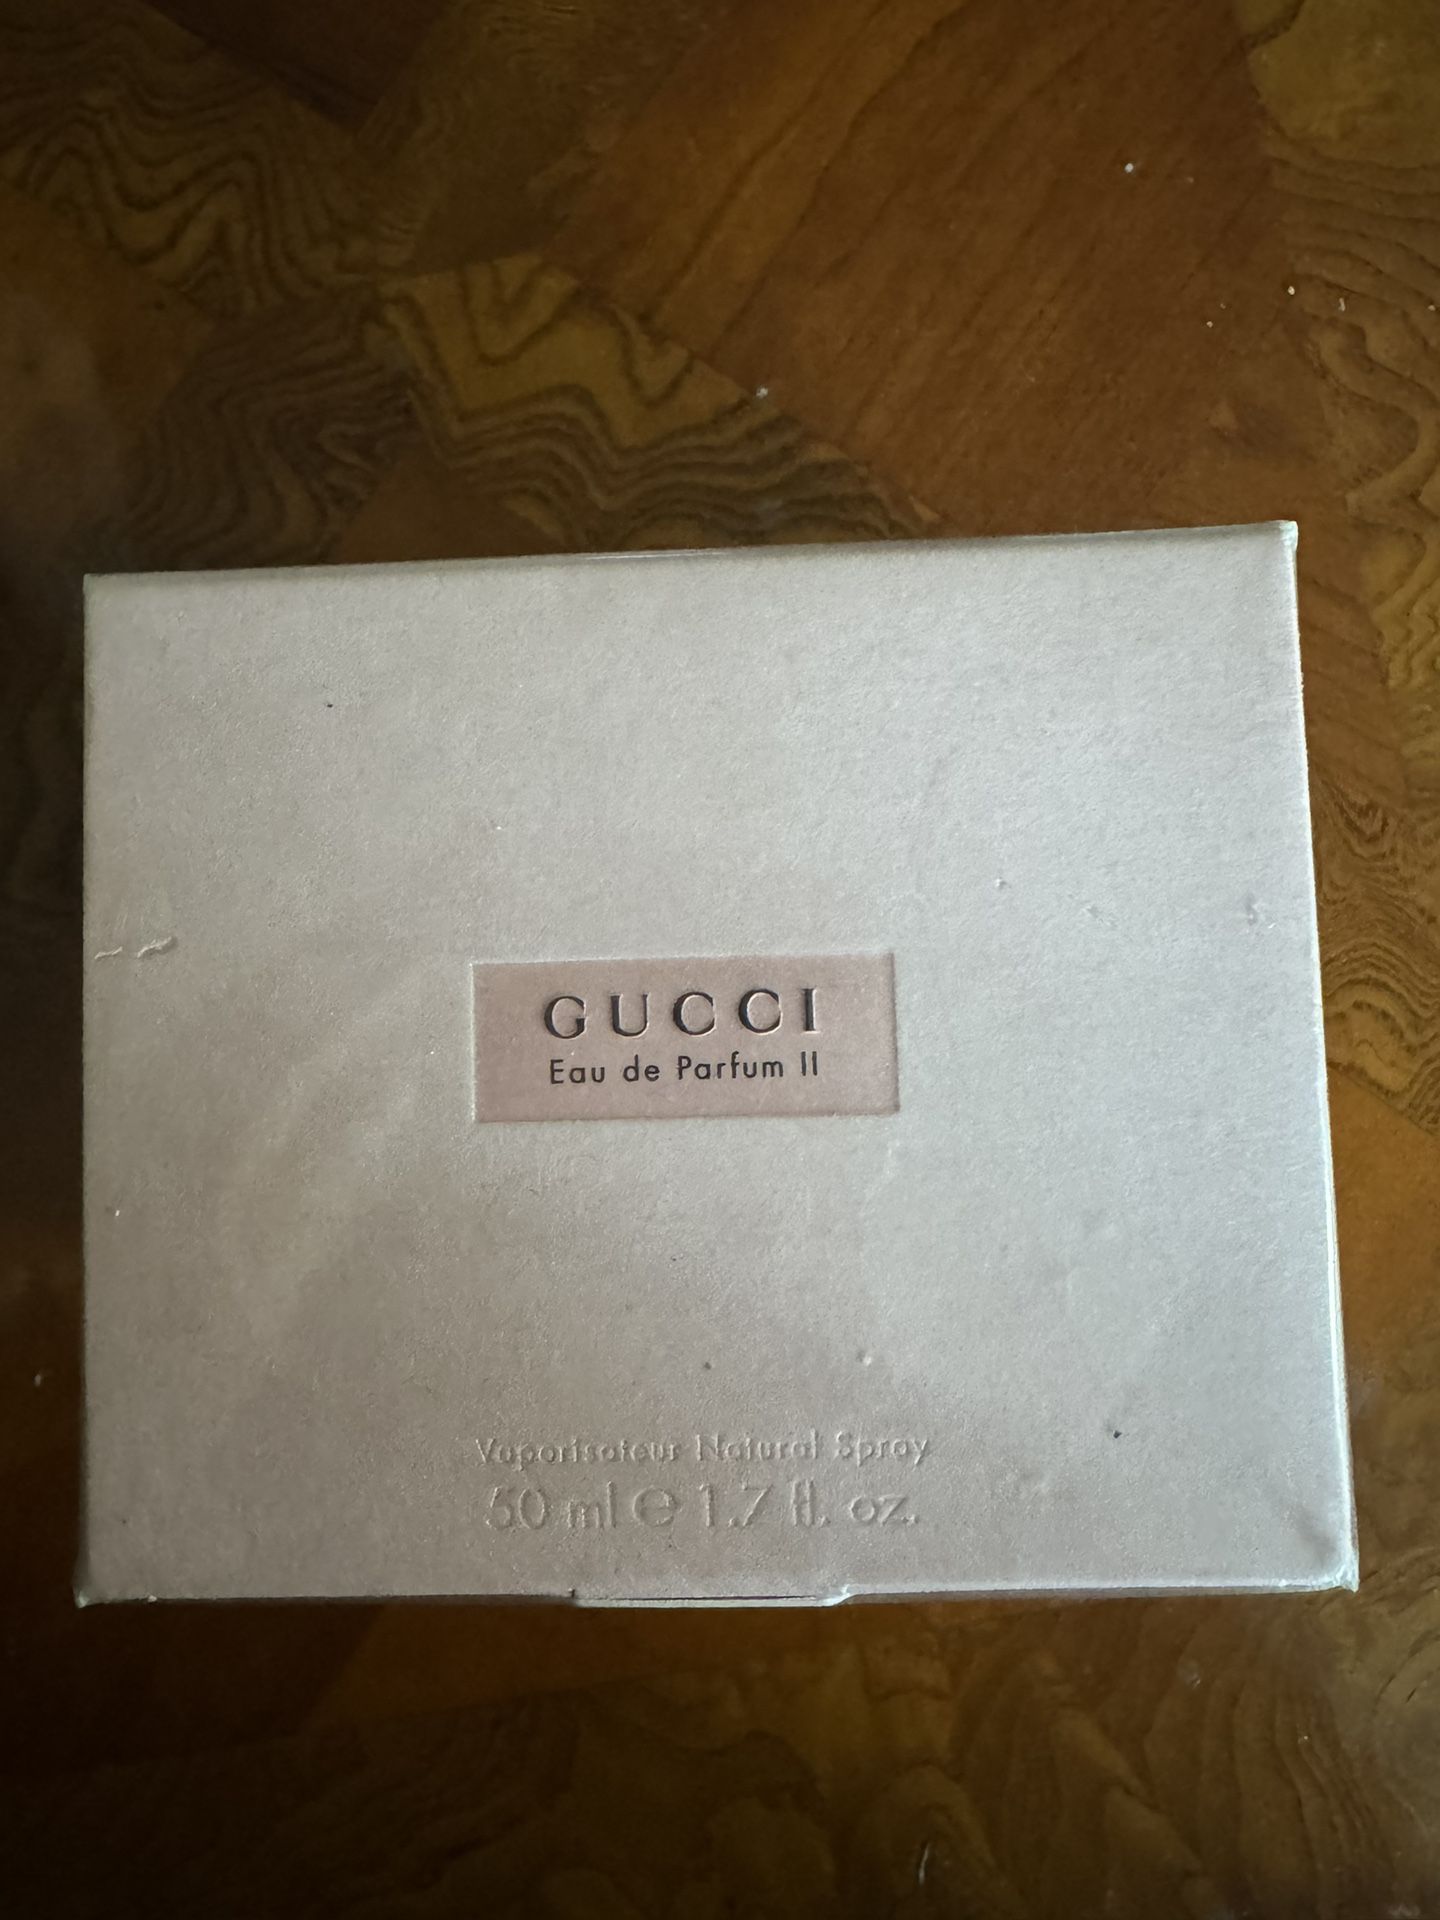 GUCCI
Eau de Parfum II
Vaporisateur Natural Spray
50 ml ℮ 1.7 fl. oz.